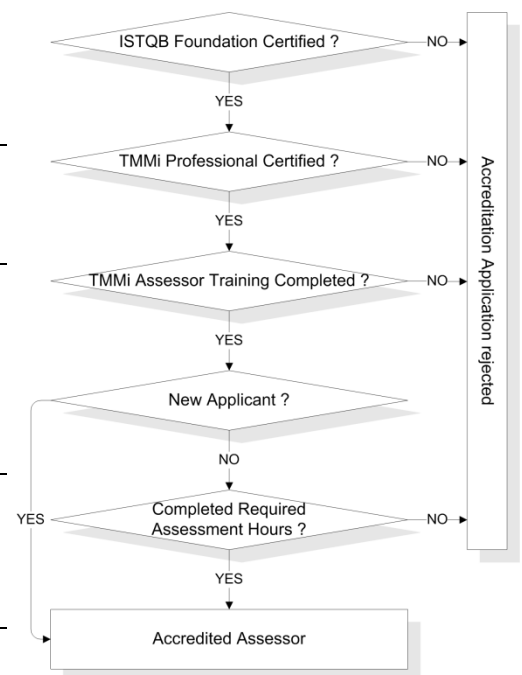 ISTQB Foundation Certified ?
NO
YES
TMMi Professional Certified ?
NO
YES
TMMi Assessor Training Completed ?
NO
YES
New Applicant ?
NO
YES
Completed Required
Assessment Hours ?
NO
YES
Accredited Assessor
Accreditation Application rejected